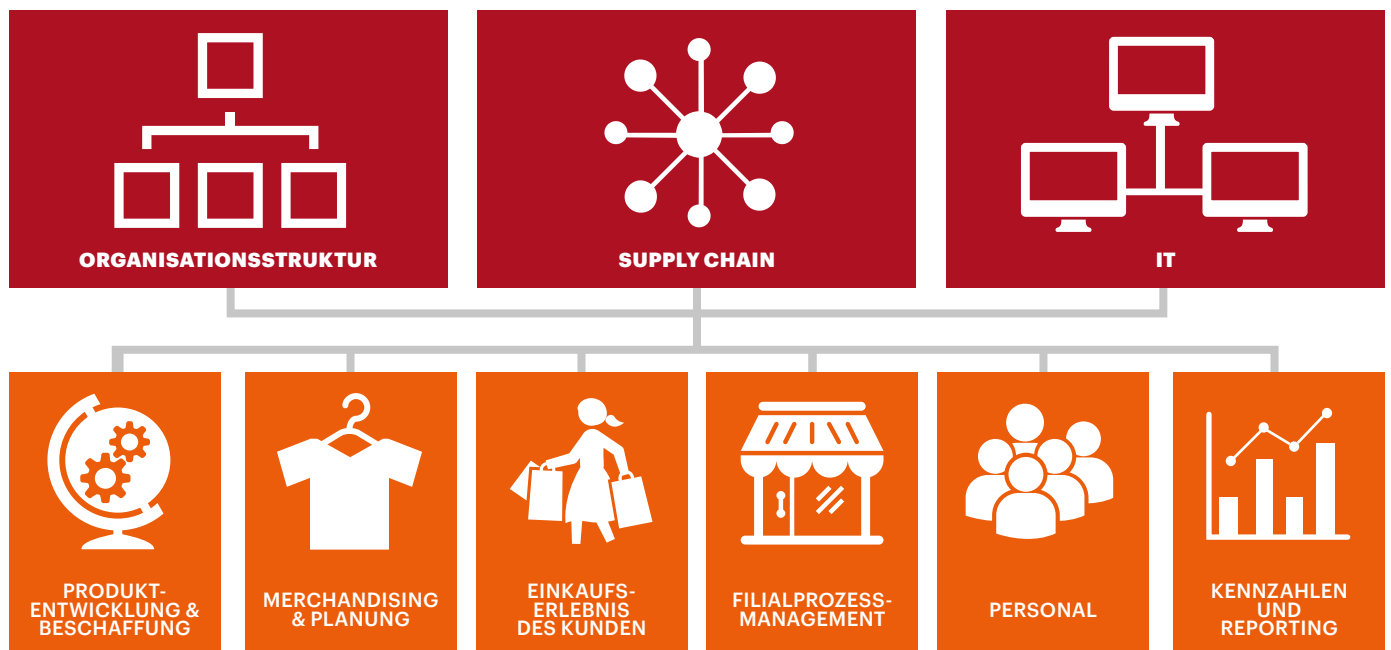 ORGANISATIONSSTRUKTUR
SUPPLY CHAIN
IT
PRODUKT-
ENTWICKLUNG &
BESCHAFFUNG
MERCHANDISING
& PLANUNG
EINKAUFS-
ERLEBNIS
DES KUNDEN
FILIALPROZESS-
MANAGEMENT
PERSONAL
KENNZAHLEN
UND
REPORTING